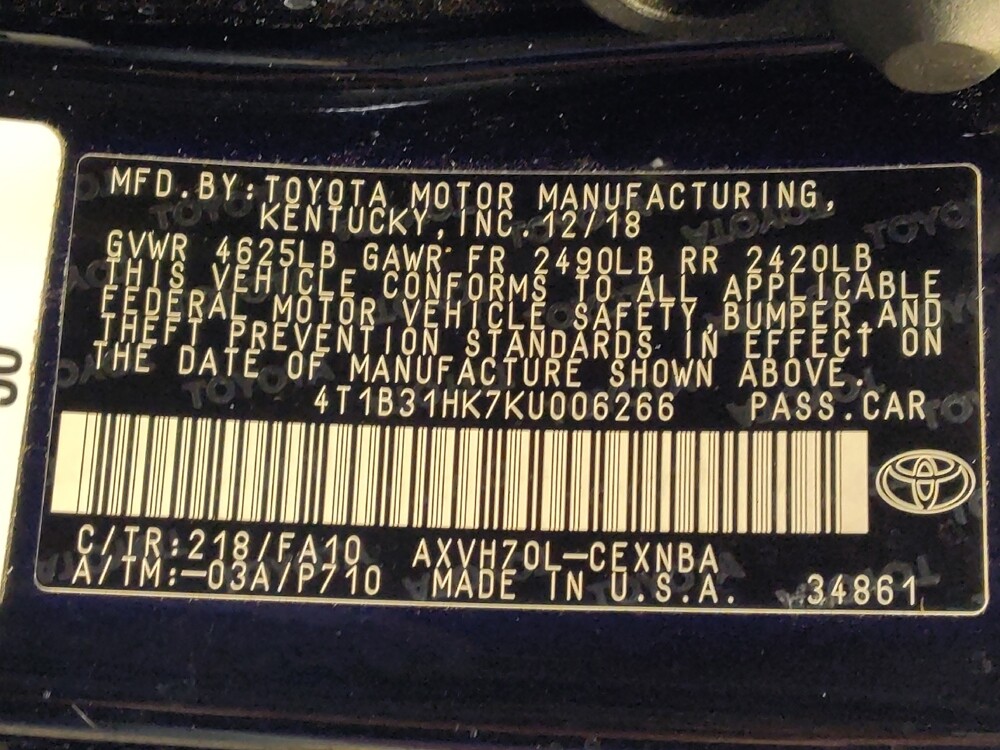 MFD.BY:TOYOTA MOTOR MANUFACTURING,
KENTUCKY,INC.12/18
GVWR 4625LB GAWR FR 2490LB RR 2420LB
THIS VEHICLE CONFORMS TO ALL APPLICABLE
FEDERAL MOTOR VEHICLE SAFETY,BUMPER,AND
THEFT PREVENTION STANDARDS IN EFFECT ON
THE DATE OF MANUFACTURE SHOWN ABOVE.
4T1B31HK7KU006266 PASS.CAR
C/TR:218/FA10 AXVH70L-CEXNBA
A/TM:-03A/P710 MADE IN U.S.A. 34861